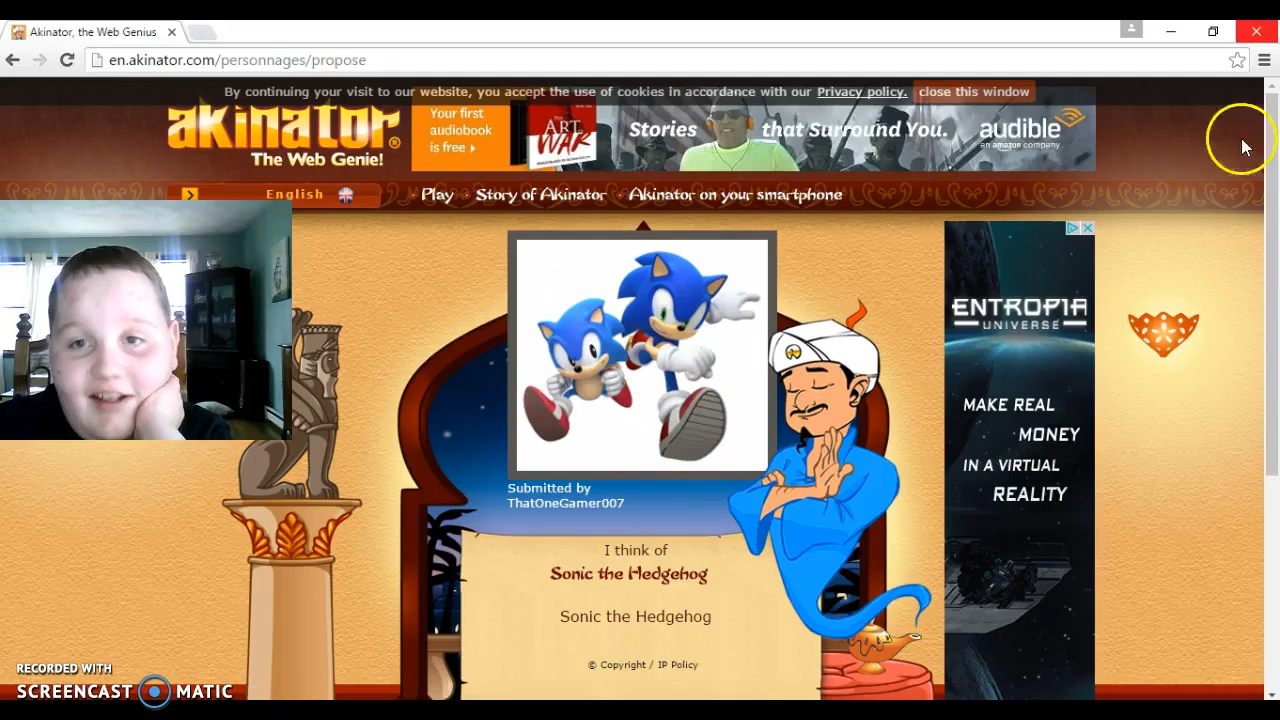 Akinator, the Web Genius
en.akinator.com/personnages/propose
By continuing your visit to our website, you accept the use of cookies in accordance with our Privacy policy. close this window
akinator®
The Web Genie!
Your first
audiobook
is free
THE
ART
WAR
Stories that Surround You.
audible
an amazon company
English
Play · Story of Akinator · Akinator on your smartphone
Submitted by
ThatOneGamer007
I think of
Sonic the Hedgehog
Sonic the Hedgehog
© Copyright / IP Policy
ENTROPIA
UNIVERSE
MAKE REAL
MONEY
IN A VIRTUAL
REALITY
RECORDED WITH
SCREENCAST MATIC